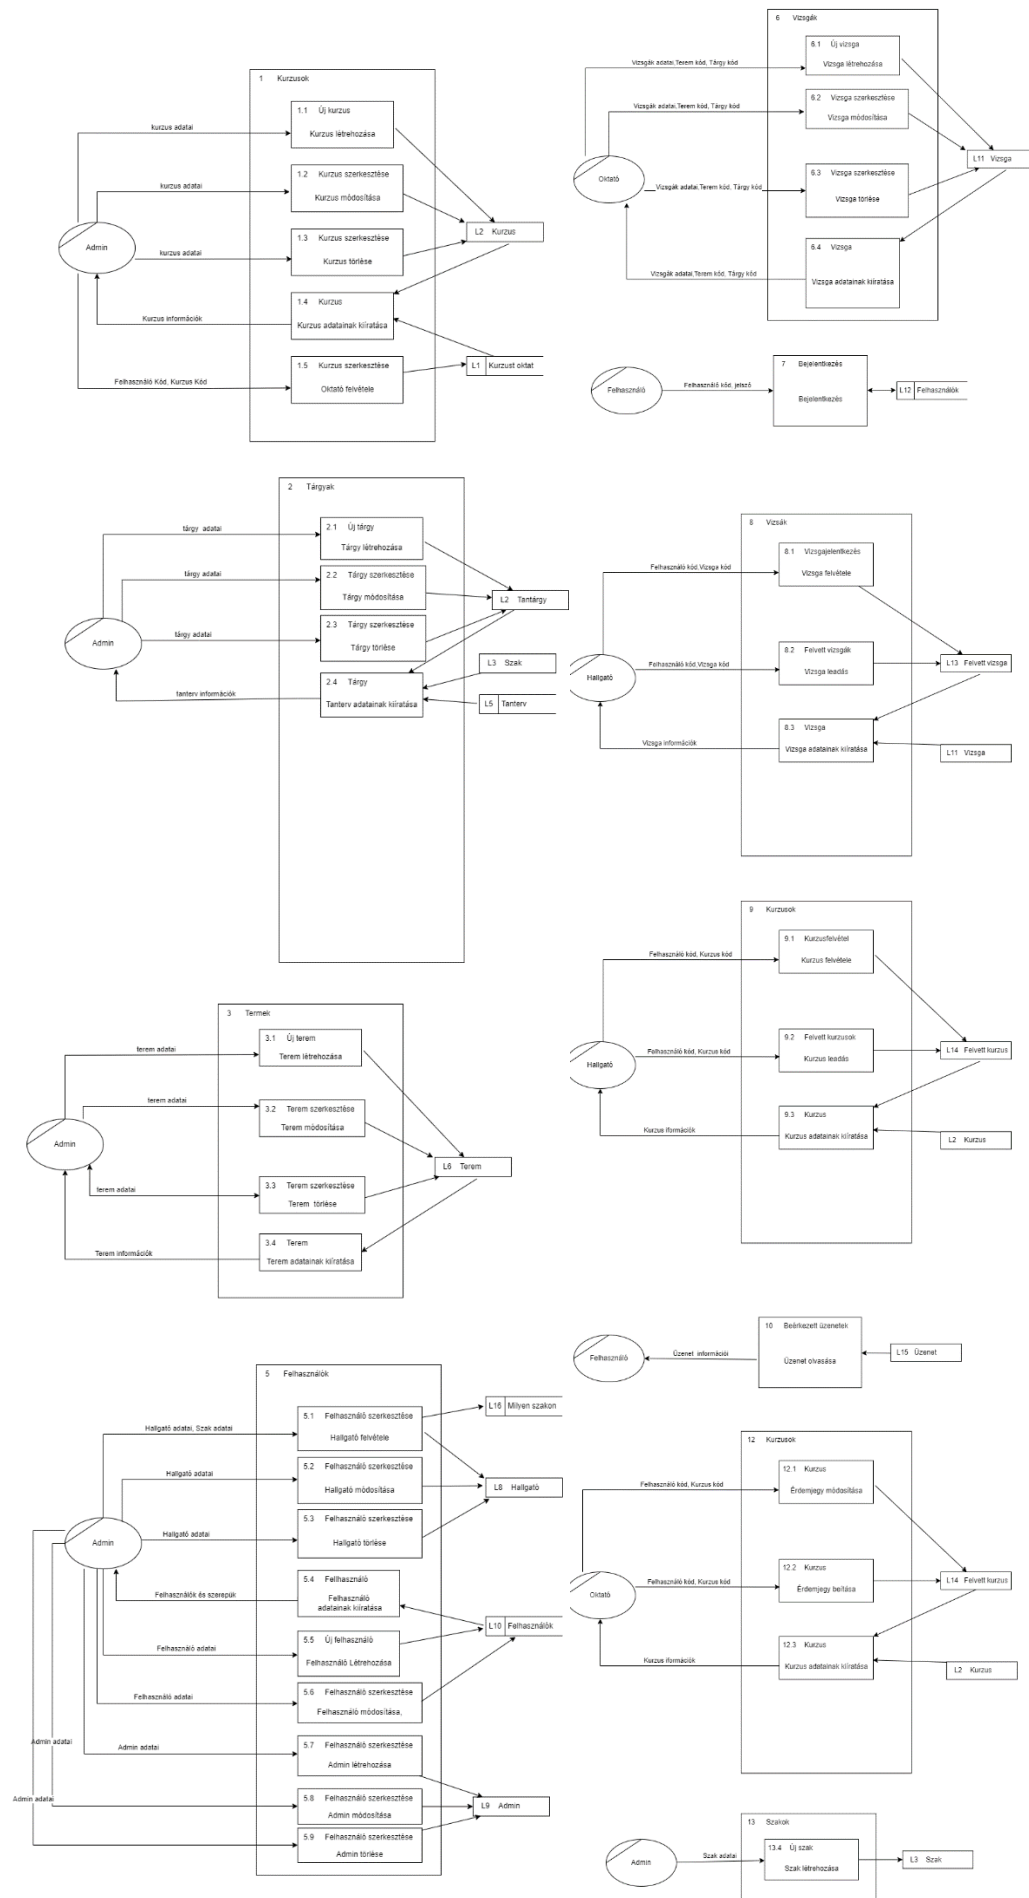 1 Kurzusok
1.1 Új kurzus
Kurzus létrehozása
kurzus adatai
1.2 Kurzus szerkesztése
Kurzus módosítása
kurzus adatai
1.3 Kurzus szerkesztése
Kurzus törlése
kurzus adatai
Admin
L2 Kurzus
1.4 Kurzus
Kurzus adatainak kiíratása
Kurzus információk
1.5 Kurzus szerkesztése
Oktató felvétele
Felhasználó Kód, Kurzus Kód
L1 Kurzust oktat
2 Tárgyak
2.1 Új tárgy
Tárgy létrehozása
tárgy adatai
2.2 Tárgy szerkesztése
Tárgy módosítása
tárgy adatai
2.3 Tárgy szerkesztése
Tárgy törlése
tárgy adatai
Admin
L2 Tantárgy
L3 Szak
2.4 Tárgy
Tanterv adatainak kiíratása
tanterv információk
L5 Tanterv
3 Termek
3.1 Új terem
Terem létrehozása
terem adatai
3.2 Terem szerkesztése
Terem módosítása
terem adatai
Admin
L6 Terem
3.3 Terem szerkesztése
Terem törlése
terem adatai
3.4 Terem
Terem adatainak kiíratása
Terem információk
5 Felhasználók
5.1 Felhasználó szerkesztése
Hallgató felvétele
Hallgató adatai, Szak adatai
L16 Milyen szakon
5.2 Felhasználó szerkesztése
Hallgató módosítása
Hallgató adatai
L8 Hallgató
5.3 Felhasználó szerkesztése
Hallgató törlése
Hallgató adatai
Admin
5.4 Fellhasználó
Felhasználó
adatainak kiíratása
Felhasználók és szerepük
L10 Felhasználók
5.5 Új felhasználó
Felhasználó Létrehozása
Felhasználó adatai
5.6 Felhasználó szerkesztése
Felhasználó módosítása,
Felhasználó adatai
5.7 Felhasználó szerkesztése
Admin létrehozása
Admin adatai
Admin adatai
5.8 Felhasználó szerkesztése
Admin módosítása
Admin adatai
L9 Admin
5.9 Felhasználó szerkesztése
Admin törlése
6 Vizsgák
6.1 Új vizsga
Vizsga létrehozása
Vizsgák adatai,Terem kód, Tárgy kód
6.2 Vizsga szerkesztése
Vizsga módosítása
Vizsgák adatai,Terem kód, Tárgy kód
L11 Vizsga
Oktató
6.3 Vizsga szerkesztése
Vizsga törlése
Vizsgák adatai,Terem kód, Tárgy kód
6.4 Vizsga
Vizsga adatainak kiíratása
Vizsgák adatai,Terem kód, Tárgy kód
7 Bejelentkezés
Bejelentkezés
Felhasználó
Felhasználó kód, jelszó
L12 Felhasználók
8 Vizsák
8.1 Vizsgajelentkezés
Vizsga felvétele
Felhasználó kód,Vizsga kód
8.2 Felvett vizsgák
Vizsga leadás
Felhasználó kód,Vizsga kód
Hallgató
L13 Felvett vizsga
8.3 Vizsga
Vizsga adatainak kiíratása
Vizsga információk
L11 Vizsga
9 Kurzusok
9.1 Kurzusfelvétel
Kurzus felvétele
Felhasználó kód, Kurzus kód
9.2 Felvett kurzusok
Kurzus leadás
Felhasználó kód, Kurzus kód
Hallgató
L14 Felvett kurzus
9.3 Kurzus
Kurzus adatainak kiíratása
Kurzus iformációk
L2 Kurzus
10 Beérkezett üzenetek
Üzenet olvasása
Felhasználó
Üzenet információi
L15 Üzenet
12 Kurzusok
12.1 Kurzus
Érdemjegy módosítása
Felhasználó kód, Kurzus kód
12.2 Kurzus
Érdemjegy beítása
Felhasználó kód, Kurzus kód
Oktató
L14 Felvett kurzus
12.3 Kurzus
Kurzus adatainak kiíratása
Kurzus iformációk
L2 Kurzus
13 Szakok
13.4 Új szak
Szak létrehozása
Admin
Szak adatai
L3 Szak